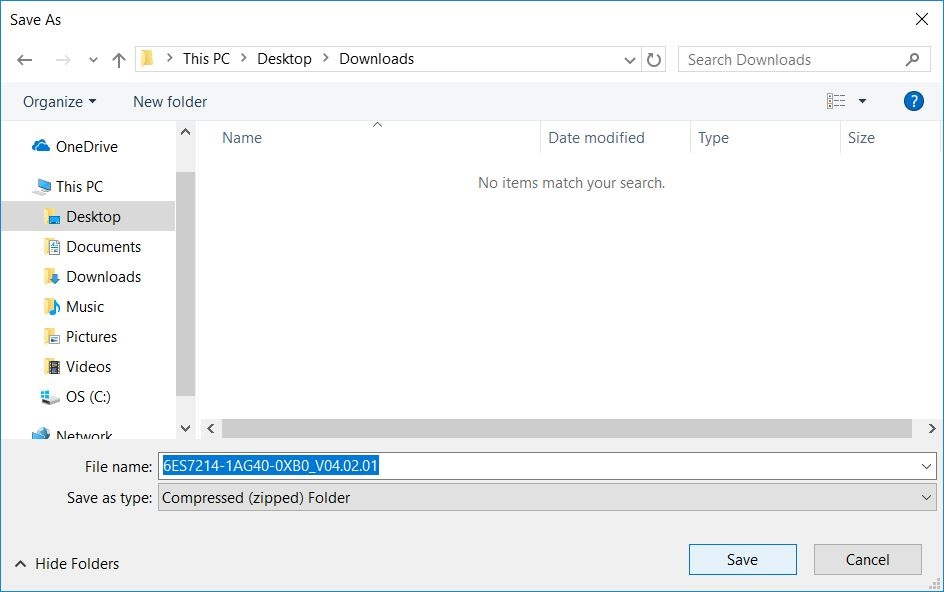 Save As
This PC > Desktop > Downloads
Search Downloads
Organize
New folder
?
Name
Date modified
Type
Size
No items match your search.
OneDrive
This PC
Desktop
Documents
Downloads
Music
Pictures
Videos
OS (C:)
Network
File name: 6ES7214-1AG40-0XB0_V04.02.01
Save as type: Compressed (zipped) Folder
Hide Folders
Save
Cancel